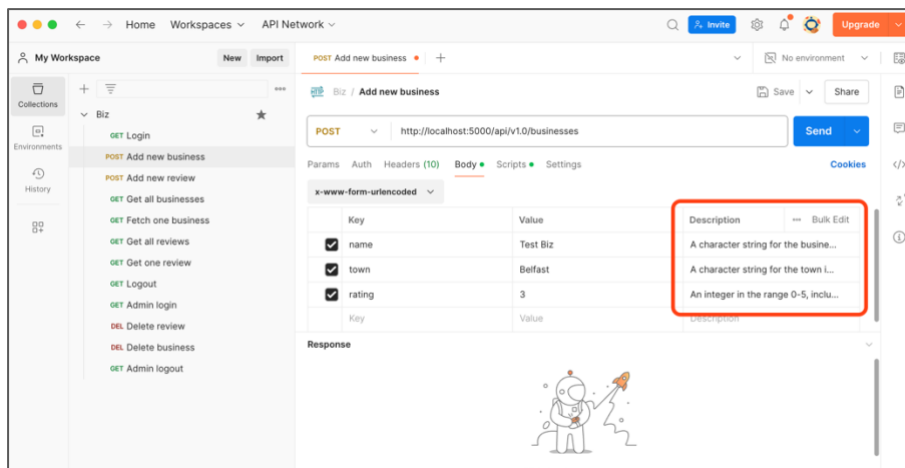 Home Workspaces API Network Invite Upgrade
My Workspace New Import POST Add new business No environment
Collections
Environments
History
Biz
GET Login
POST Add new business
POST Add new review
GET Get all businesses
GET Fetch one business
GET Get all reviews
GET Get one review
GET Logout
GET Admin login
DEL Delete review
DEL Delete business
GET Admin logout
Biz / Add new business Save Share
POST http://localhost:5000/api/v1.0/businesses Send
Params Auth Headers (10) Body Scripts Settings Cookies
x-www-form-urlencoded
Key Value Description Bulk Edit
name Test Biz A character string for the busine...
town Belfast A character string for the town i...
rating 3 An integer in the range 0-5, inclu...
Key Value Description
Response